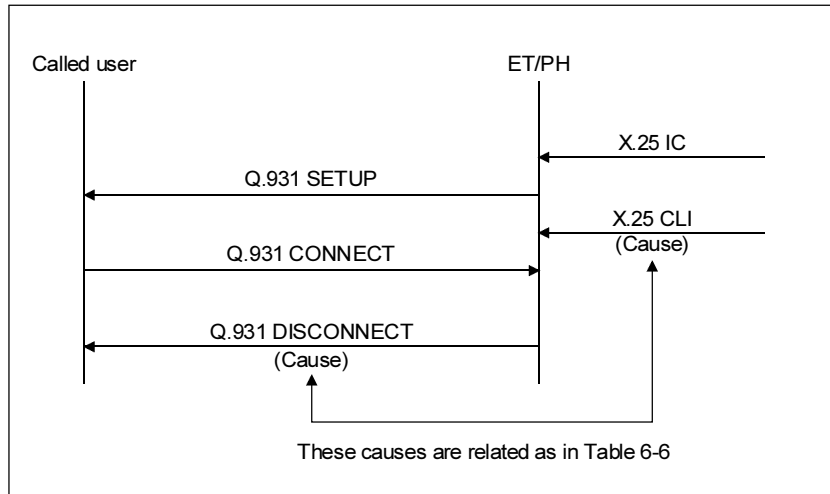 Called user
ET/PH
X.25 IC
Q.931 SETUP
X.25 CLI
(Cause)
Q.931 CONNECT
Q.931 DISCONNECT
(Cause)
These causes are related as in Table 6-6